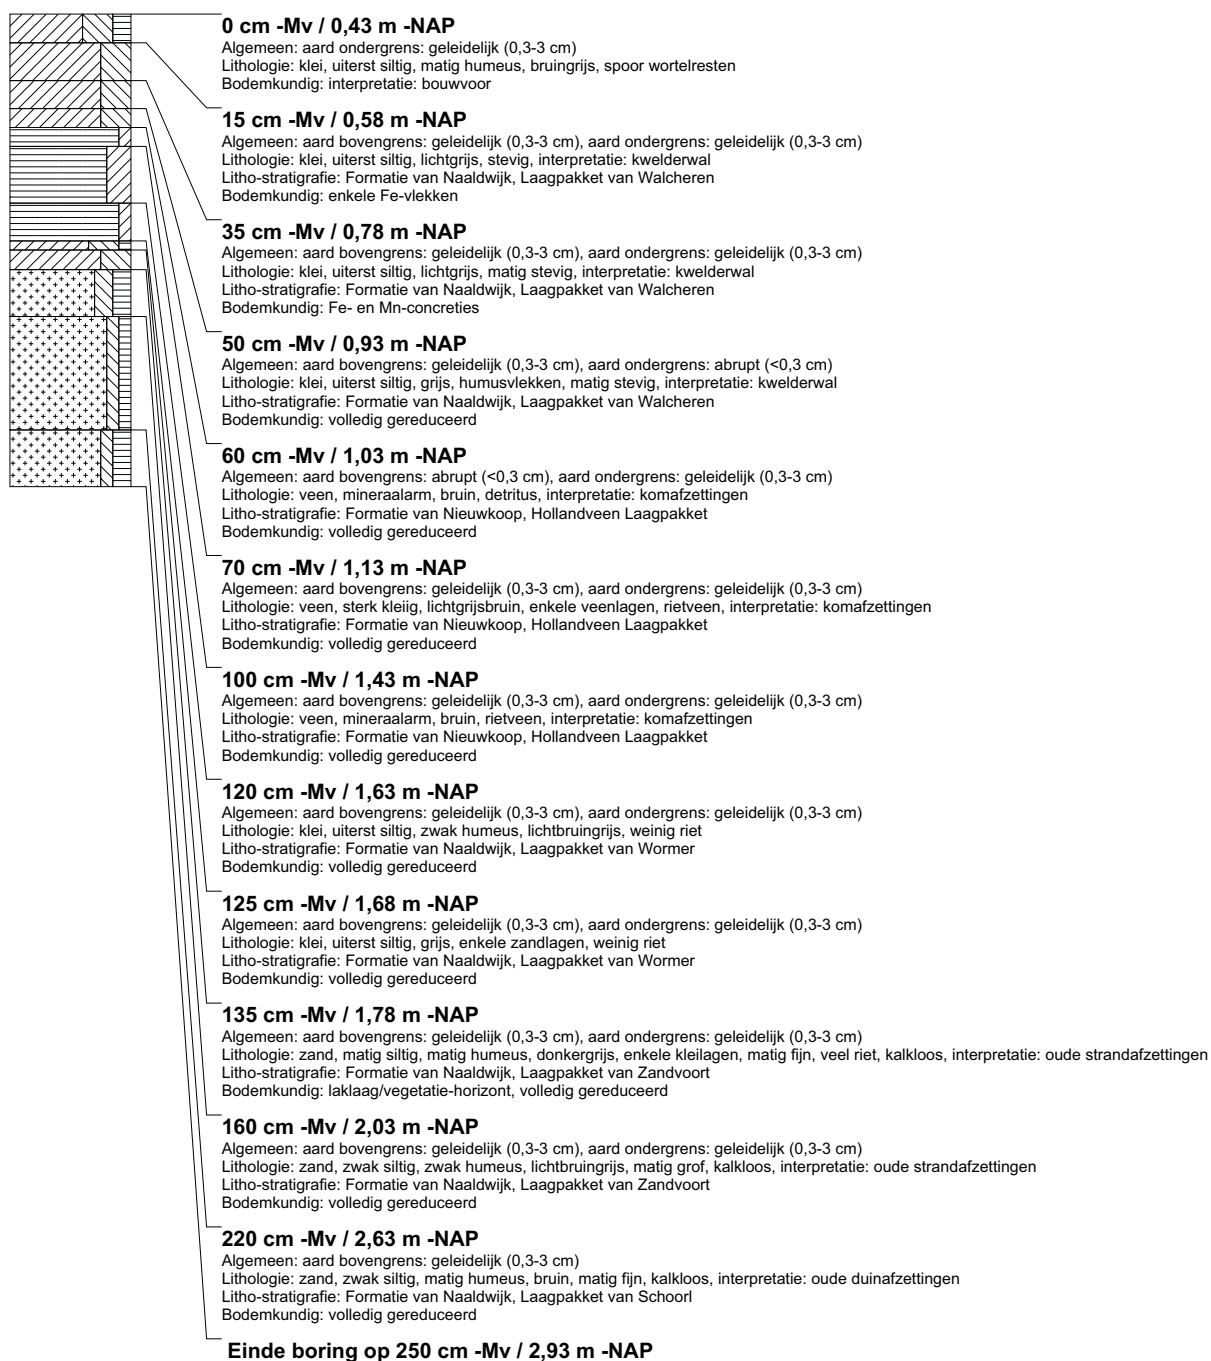 0 cm -Mv / 0,43 m -NAP
Algemeen: aard ondergrens: geleidelijk (0,3-3 cm)
Lithologie: klei, uiterst siltig, matig humeus, bruingrijs, spoor wortelresten
Bodemkundig: interpretatie: bouwvoor
15 cm -Mv / 0,58 m -NAP
Algemeen: aard bovengrens: geleidelijk (0,3-3 cm), aard ondergrens: geleidelijk (0,3-3 cm)
Lithologie: klei, uiterst siltig, lichtgrijs, stevig, interpretatie: kwelderwal
Litho-stratigrafie: Formatie van Naaldwijk, Laagpakket van Walcheren
Bodemkundig: enkele Fe-vlekken
35 cm -Mv / 0,78 m -NAP
Algemeen: aard bovengrens: geleidelijk (0,3-3 cm), aard ondergrens: geleidelijk (0,3-3 cm)
Lithologie: klei, uiterst siltig, lichtgrijs, matig stevig, interpretatie: kwelderwal
Litho-stratigrafie: Formatie van Naaldwijk, Laagpakket van Walcheren
Bodemkundig: Fe- en Mn-concreties
50 cm -Mv / 0,93 m -NAP
Algemeen: aard bovengrens: geleidelijk (0,3-3 cm), aard ondergrens: abrupt (<0,3 cm)
Lithologie: klei, uiterst siltig, grijs, humusvlekken, matig stevig, interpretatie: kwelderwal
Litho-stratigrafie: Formatie van Naaldwijk, Laagpakket van Walcheren
Bodemkundig: volledig gereduceerd
60 cm -Mv / 1,03 m -NAP
Algemeen: aard bovengrens: abrupt (<0,3 cm), aard ondergrens: geleidelijk (0,3-3 cm)
Lithologie: veen, mineraalarm, bruin, detritus, interpretatie: komafzettingen
Litho-stratigrafie: Formatie van Nieuwkoop, Hollandveen Laagpakket
Bodemkundig: volledig gereduceerd
70 cm -Mv / 1,13 m -NAP
Algemeen: aard bovengrens: geleidelijk (0,3-3 cm), aard ondergrens: geleidelijk (0,3-3 cm)
Lithologie: veen, sterk kleiig, lichtgrijsbruin, enkele veenlagen, rietveen, interpretatie: komafzettingen
Litho-stratigrafie: Formatie van Nieuwkoop, Hollandveen Laagpakket
Bodemkundig: volledig gereduceerd
100 cm -Mv / 1,43 m -NAP
Algemeen: aard bovengrens: geleidelijk (0,3-3 cm), aard ondergrens: geleidelijk (0,3-3 cm)
Lithologie: veen, mineraalarm, bruin, rietveen, interpretatie: komafzettingen
Litho-stratigrafie: Formatie van Nieuwkoop, Hollandveen Laagpakket
Bodemkundig: volledig gereduceerd
120 cm -Mv / 1,63 m -NAP
Algemeen: aard bovengrens: geleidelijk (0,3-3 cm), aard ondergrens: geleidelijk (0,3-3 cm)
Lithologie: klei, uiterst siltig, zwak humeus, lichtbruingrijs, weinig riet
Litho-stratigrafie: Formatie van Naaldwijk, Laagpakket van Wormer
Bodemkundig: volledig gereduceerd
125 cm -Mv / 1,68 m -NAP
Algemeen: aard bovengrens: geleidelijk (0,3-3 cm), aard ondergrens: geleidelijk (0,3-3 cm)
Lithologie: klei, uiterst siltig, grijs, enkele zandlagen, weinig riet
Litho-stratigrafie: Formatie van Naaldwijk, Laagpakket van Wormer
Bodemkundig: volledig gereduceerd
135 cm -Mv / 1,78 m -NAP
Algemeen: aard bovengrens: geleidelijk (0,3-3 cm), aard ondergrens: geleidelijk (0,3-3 cm)
Lithologie: zand, matig siltig, matig humeus, donkergrijs, enkele kleilagen, matig fijn, veel riet, kalkloos, interpretatie: oude strandafzettingen
Litho-stratigrafie: Formatie van Naaldwijk, Laagpakket van Zandvoort
Bodemkundig: laklaag/vegetatie-horizont, volledig gereduceerd
160 cm -Mv / 2,03 m -NAP
Algemeen: aard bovengrens: geleidelijk (0,3-3 cm), aard ondergrens: geleidelijk (0,3-3 cm)
Lithologie: zand, zwak siltig, zwak humeus, lichtbruingrijs, matig grof, kalkloos, interpretatie: oude strandafzettingen
Litho-stratigrafie: Formatie van Naaldwijk, Laagpakket van Zandvoort
Bodemkundig: volledig gereduceerd
220 cm -Mv / 2,63 m -NAP
Algemeen: aard bovengrens: geleidelijk (0,3-3 cm)
Lithologie: zand, zwak siltig, matig humeus, bruin, matig fijn, kalkloos, interpretatie: oude duinafzettingen
Litho-stratigrafie: Formatie van Naaldwijk, Laagpakket van Schoorl
Bodemkundig: volledig gereduceerd
Einde boring op 250 cm -Mv / 2,93 m -NAP